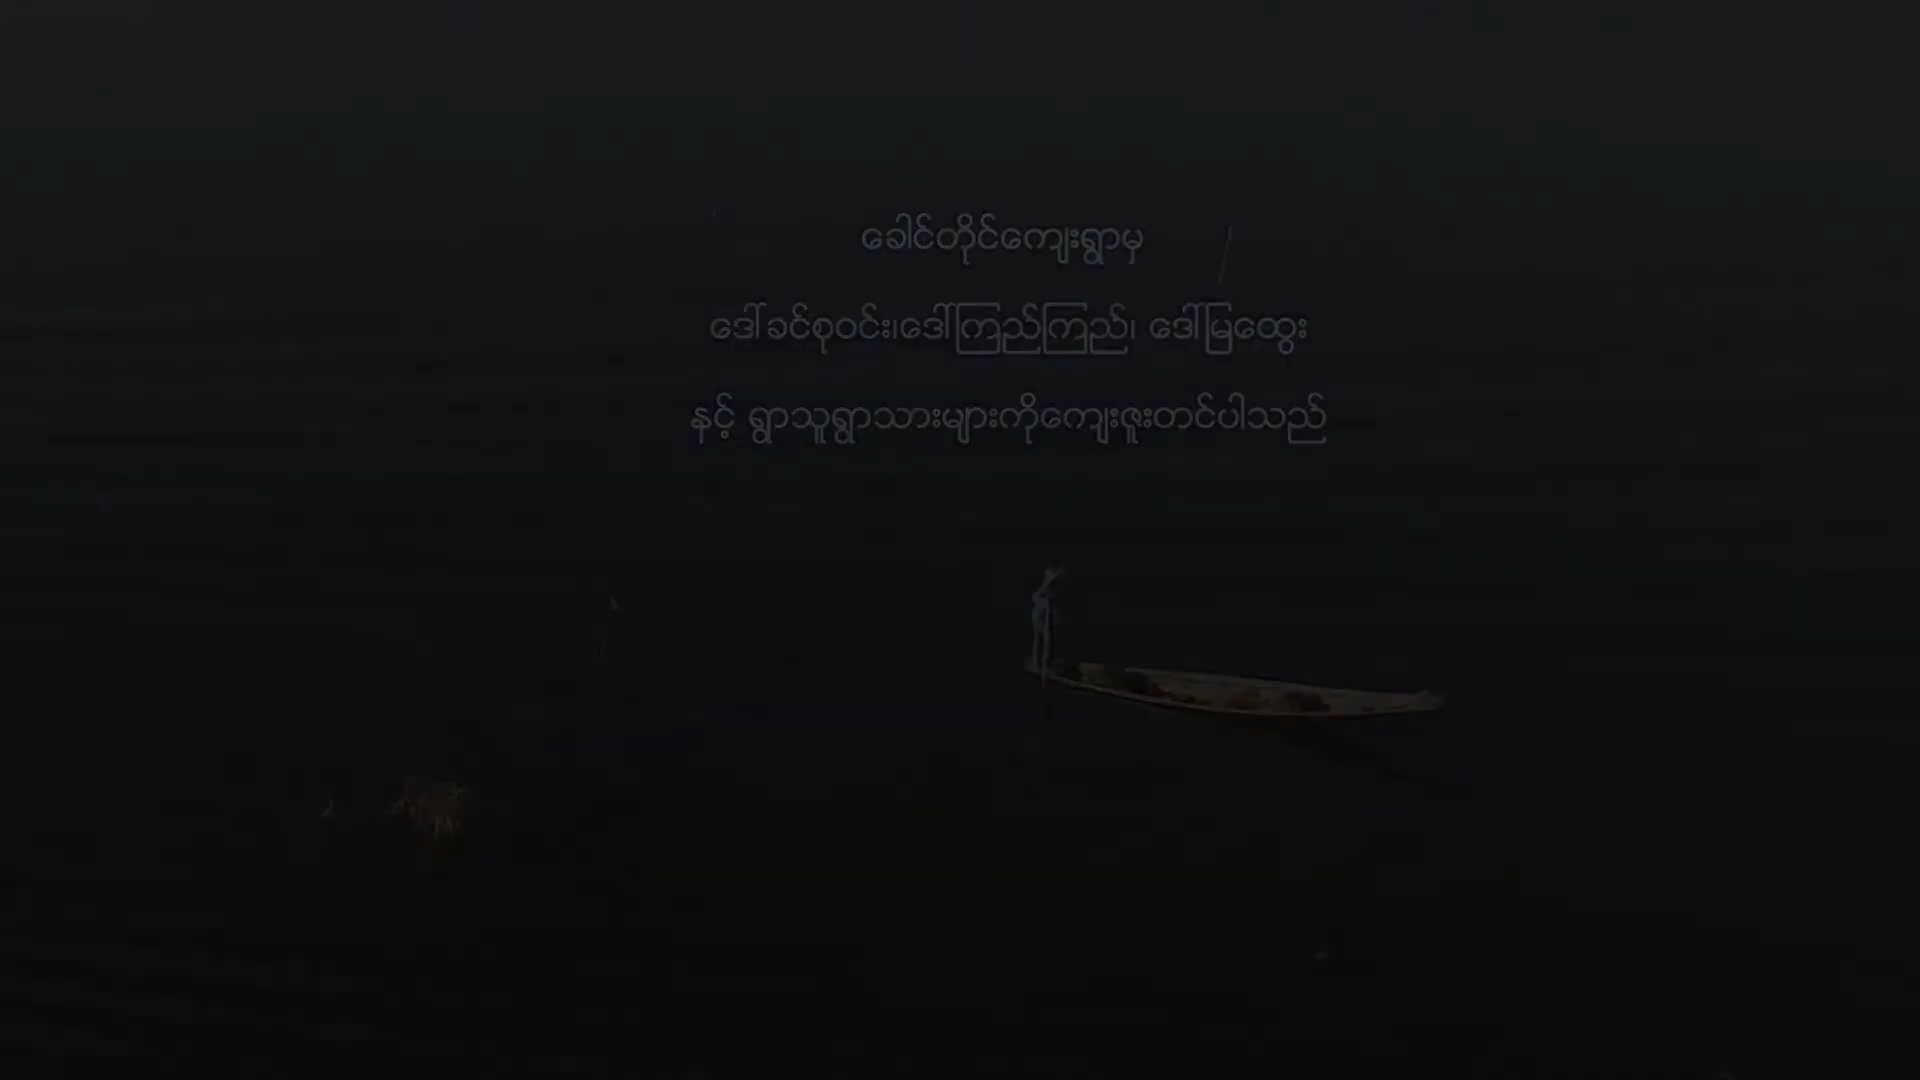 ခေါင်တိုင်ကျေးရွာမှ
ဒေါ်ခင်စုဝင်း၊ဒေါ်ကြည်ကြည်၊ ဒေါ်မြထွေး
နှင့် ရွာသူရွာသားများကိုကျေးဇူးတင်ပါသည်